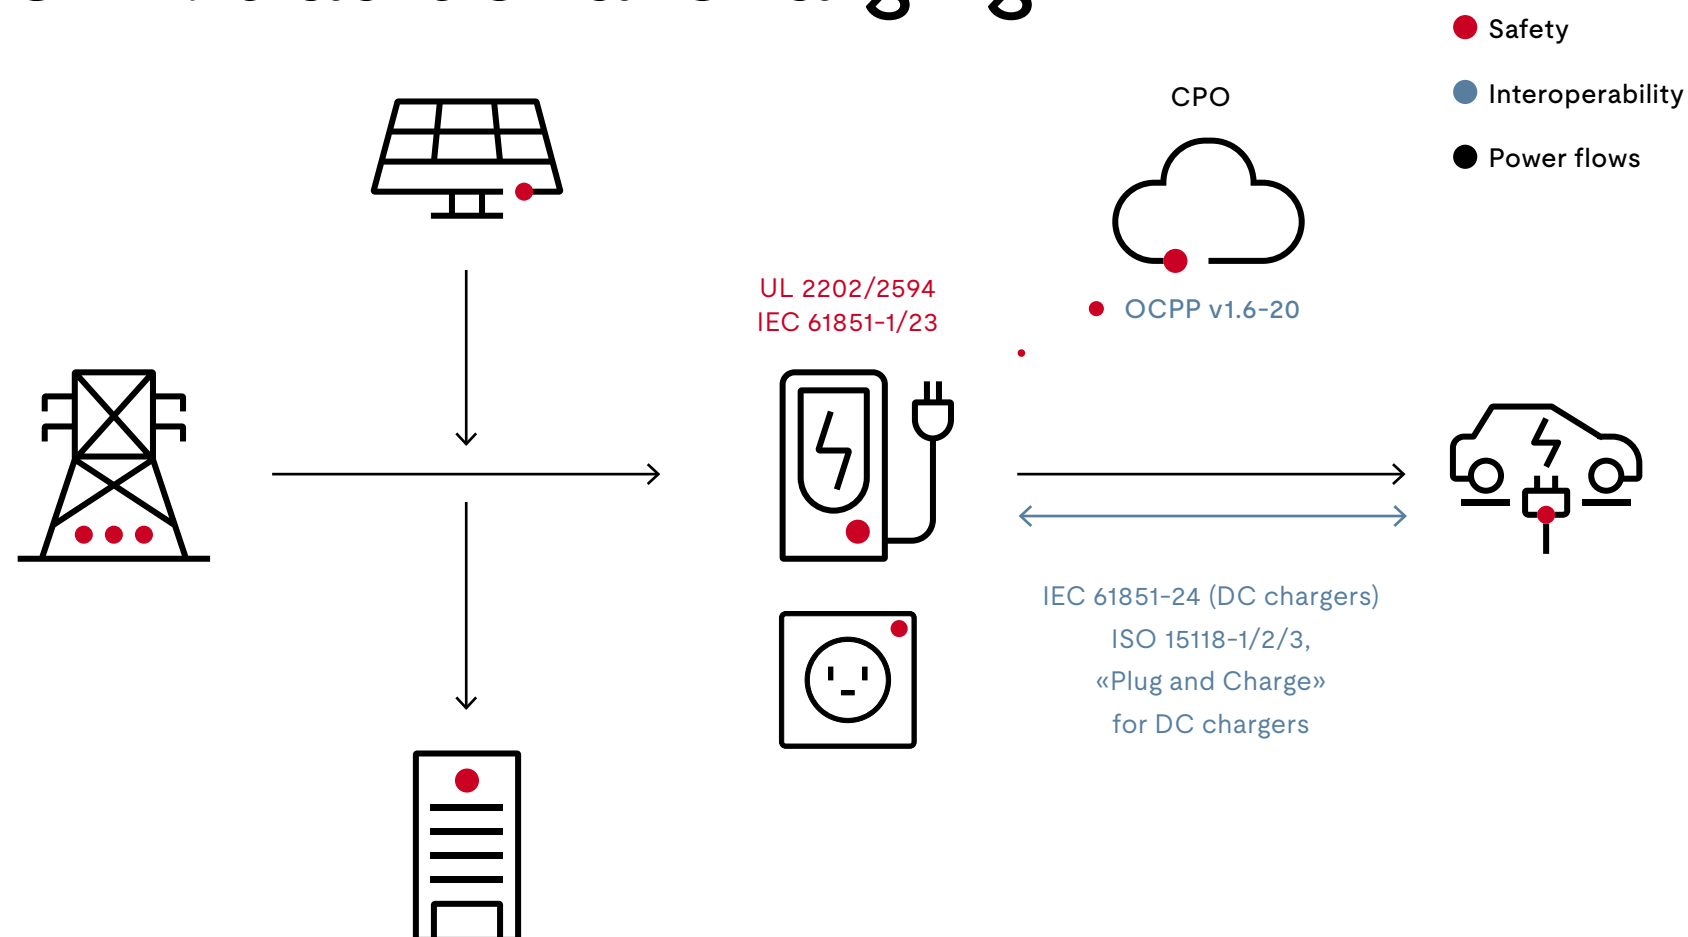 Safety
CPO
Interoperability
Power flows
UL 2202/2594
IEC 61851-1/23
OCPP v1.6-20
IEC 61851-24 (DC chargers)
ISO 15118-1/2/3,
«Plug and Charge»
for DC chargers